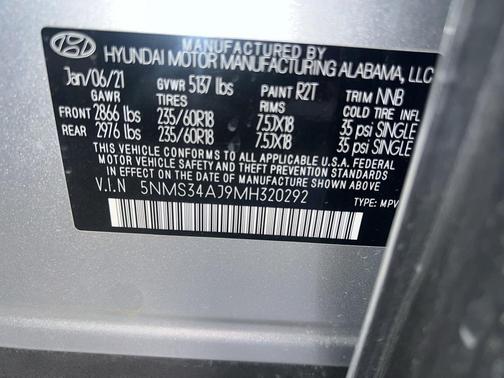 MANUFACTURED BY
HYUNDAI MOTOR MANUFACTURING ALABAMA, LLC
Jan/06/21 GVWR 5137 lbs PAINT R2T TRIM NNB
GAWR TIRES RIMS COLD TIRE INFL
FRONT 2866 lbs 235/60R18 7.5JX18 35 psi SINGLE
REAR 2976 lbs 235/60R18 7.5JX18 35 psi SINGLE
THIS VEHICLE CONFORMS TO ALL APPLICABLE U.S.A. FEDERAL
MOTOR VEHICLE SAFETY AND THEFT PREVENTION STANDARDS
IN EFFECT ON THE DATE OF MANUFACTURE SHOWN ABOVE.
V.I.N 5NMS34AJ9MH320292
TYPE: MPV